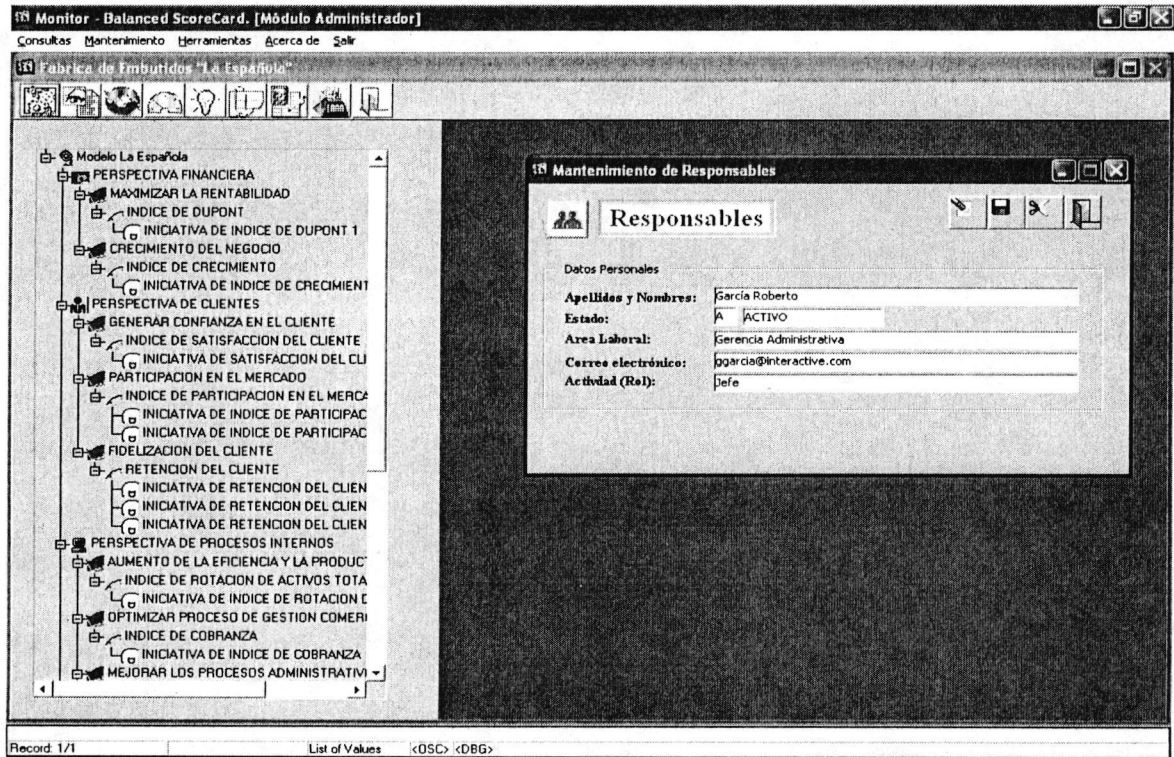 Monitor - Balanced ScoreCard. [Módulo Administrador]
Consultas Mantenimiento Herramientas Acerca de Salir
Fabrica de Embutidos "La Española"
Modelo La Española
PERSPECTIVA FINANCIERA
MAXIMIZAR LA RENTABILIDAD
INDICE DE DUPONT
INICIATIVA DE INDICE DE DUPONT 1
CRECIMIENTO DEL NEGOCIO
INDICE DE CRECIMIENTO
INICIATIVA DE INDICE DE CRECIMIENT
PERSPECTIVA DE CLIENTES
GENERAR CONFIANZA EN EL CLIENTE
INDICE DE SATISFACCION DEL CLIENTE
INICIATIVA DE SATISFACCION DEL CLI
PARTICIPACION EN EL MERCADO
INDICE DE PARTICIPACION EN EL MERCA
INICIATIVA DE INDICE DE PARTICIPAC
INICIATIVA DE INDICE DE PARTICIPAC
FIDELIZACION DEL CLIENTE
RETENCION DEL CLIENTE
INICIATIVA DE RETENCION DEL CLIEN
INICIATIVA DE RETENCION DEL CLIEN
INICIATIVA DE RETENCION DEL CLIEN
PERSPECTIVA DE PROCESOS INTERNOS
AUMENTO DE LA EFICIENCIA Y LA PRODUCT
INDICE DE ROTACION DE ACTIVOS TOTA
INICIATIVA DE INDICE DE ROTACION D
OPTIMIZAR PROCESO DE GESTION COMERI
INDICE DE COBRANZA
INICIATIVA DE INDICE DE COBRANZA
MEJORAR LOS PROCESOS ADMINISTRATIV
Mantenimiento de Responsables
Responsables
Datos Personales
Apellidos y Nombres: García Roberto
Estado: A ACTIVO
Area Laboral: Gerencia Administrativa
Correo electrónico: ggarcia@interactive.com
Activdad (Rol): Jefe
Record: 1/1 List of Values <OSC> <DBG>